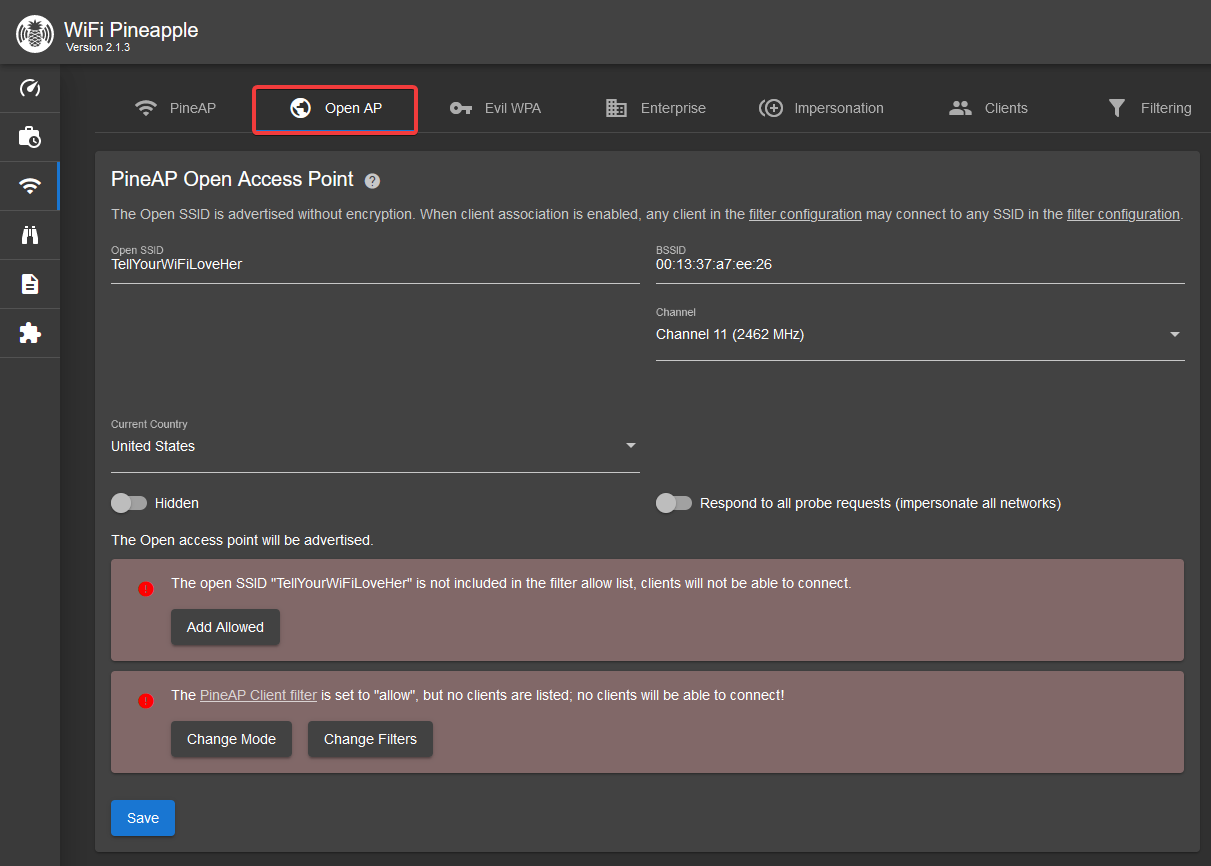 WiFi Pineapple
Version 2.1.3
PineAP
Open AP
Evil WPA
Enterprise
Impersonation
Clients
Filtering
PineAP Open Access Point ?
The Open SSID is advertised without encryption. When client association is enabled, any client in the filter configuration may connect to any SSID in the filter configuration.
Open SSID
TellYourWiFiLoveHer
BSSID
00:13:37:a7:ee:26
Channel
Channel 11 (2462 MHz)
Current Country
United States
Hidden
Respond to all probe requests (impersonate all networks)
The Open access point will be advertised.
The open SSID "TellYourWiFiLoveHer" is not included in the filter allow list, clients will not be able to connect.
Add Allowed
The PineAP Client filter is set to "allow", but no clients are listed; no clients will be able to connect!
Change Mode
Change Filters
Save